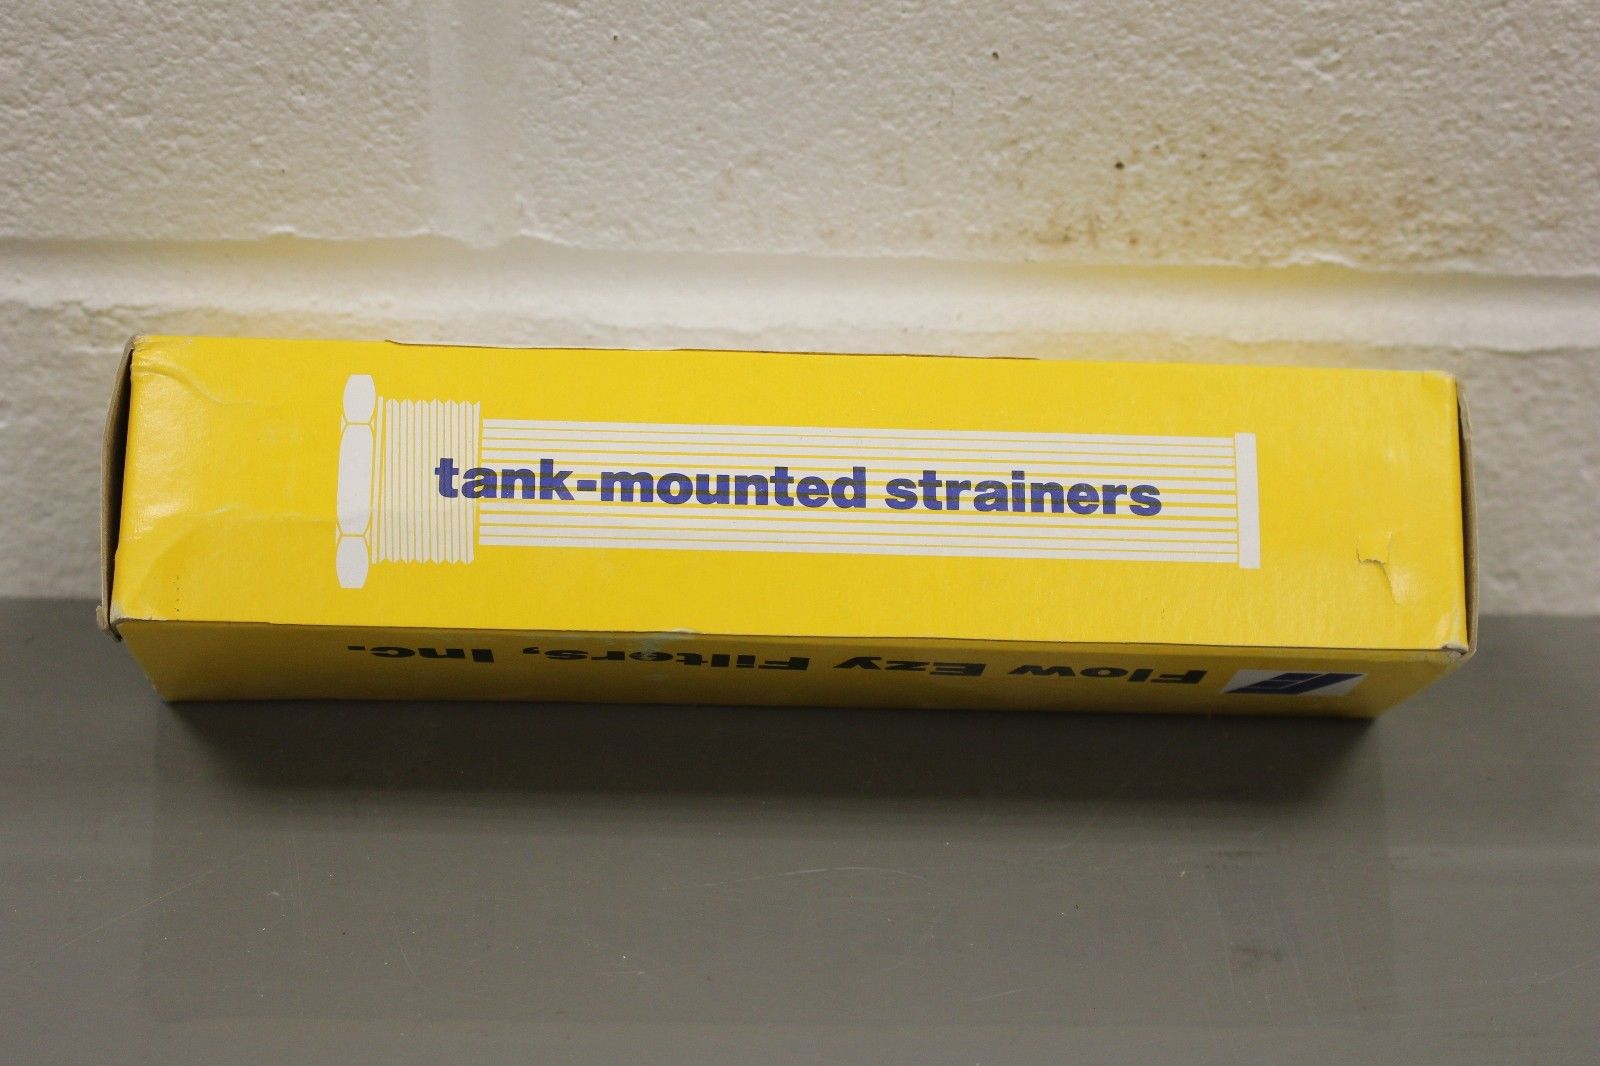 tank-mounted strainers
Flow Ezy Filters, Inc.